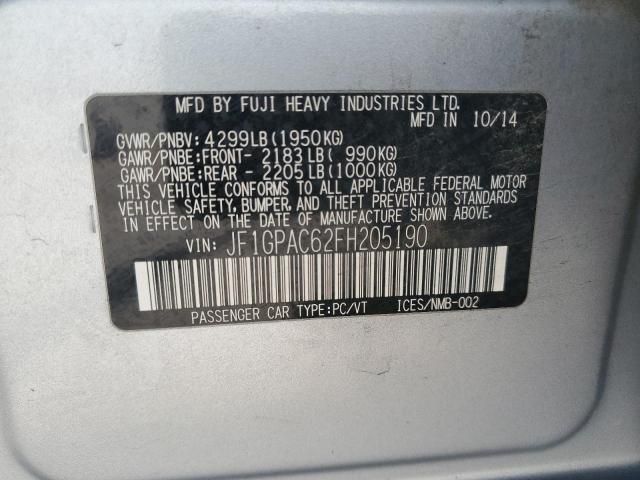 MFD BY FUJI HEAVY INDUSTRIES LTD.
MFD IN 10/14
GVWR/PNBV: 4299LB(1950KG)
GAWR/PNBE:FRONT- 2183LB( 990KG)
GAWR/PNBE:REAR - 2205LB(1000KG)
THIS VEHICLE CONFORMS TO ALL APPLICABLE FEDERAL MOTOR
VEHICLE SAFETY, BUMPER, AND THEFT PREVENTION STANDARDS
IN EFFECT ON THE DATE OF MANUFACTURE SHOWN ABOVE.
VIN: JF1GPAC62FH205190
PASSENGER CAR TYPE:PC/VT ICES/NMB-002